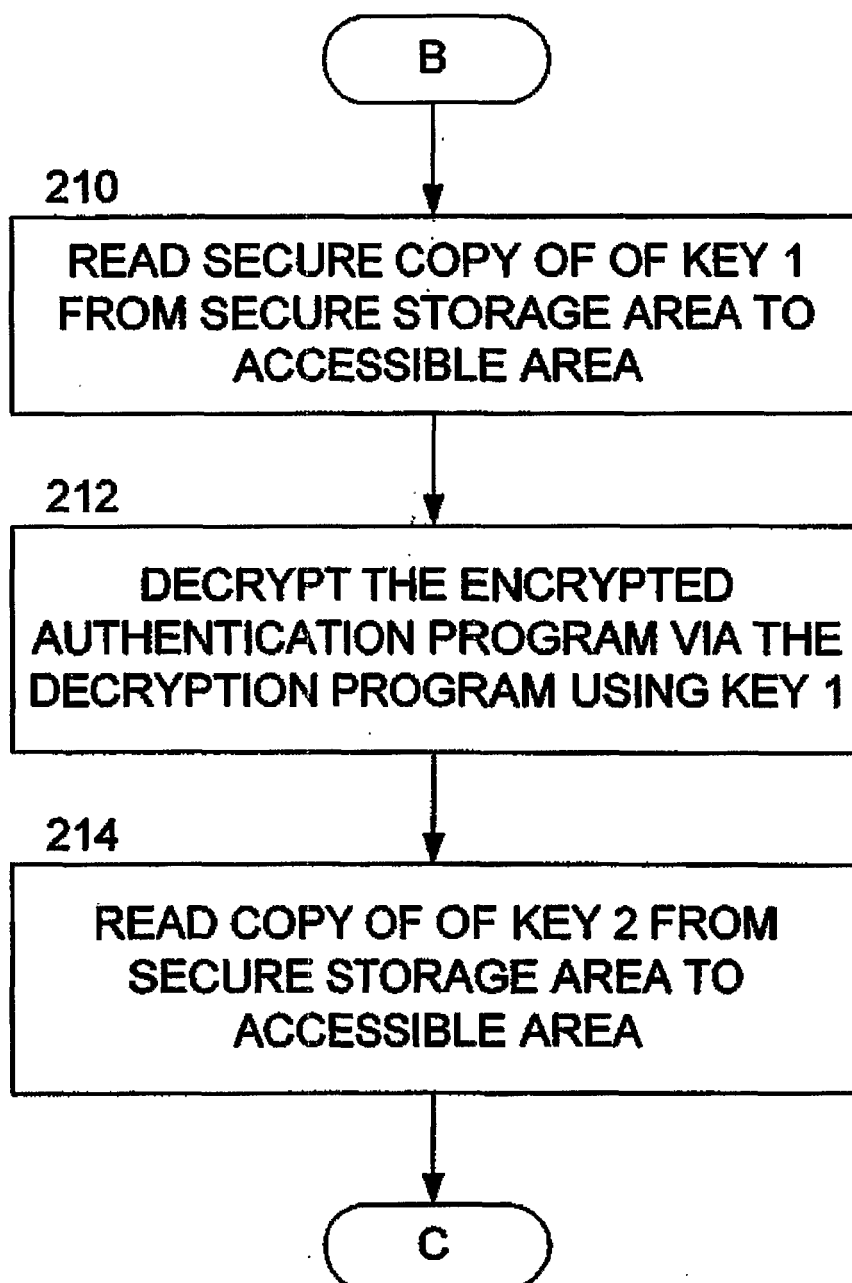 B
210
READ SECURE COPY OF OF KEY 1
FROM SECURE STORAGE AREA TO
ACCESSIBLE AREA
212
DECRYPT THE ENCRYPTED
AUTHENTICATION PROGRAM VIA THE
DECRYPTION PROGRAM USING KEY 1
214
READ COPY OF OF KEY 2 FROM
SECURE STORAGE AREA TO
ACCESSIBLE AREA
C